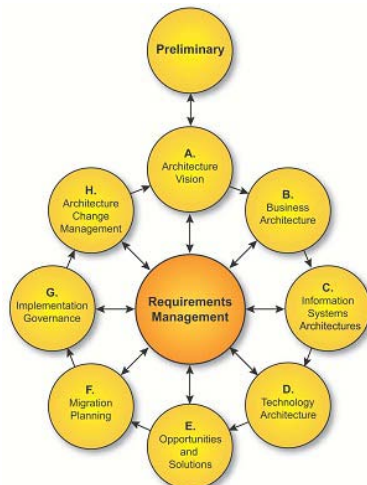 Preliminary
A.
Architecture
Vision
H.
Architecture
Change
Management
B.
Business
Architecture
G.
Implementation
Governance
Requirements
Management
C.
Information
Systems
Architectures
F.
Migration
Planning
D.
Technology
Architecture
E.
Opportunities
and
Solutions